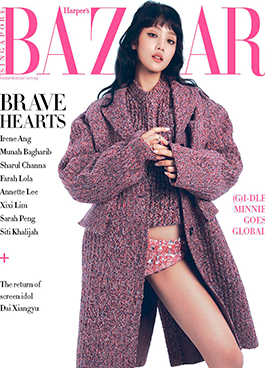 SINGAPORE
Harper's
BAZAAR
BRAVE
HEARTS
Irene Ang
Munah Bagharib
Sharul Channa
Farah Lola
Annette Lee
Xixi Lim
Sarah Peng
Siti Khalijah
+
The return of
screen idol
Dai Xiangyu
(G)I-DLE
MINNIE
GOES
GLOBAL